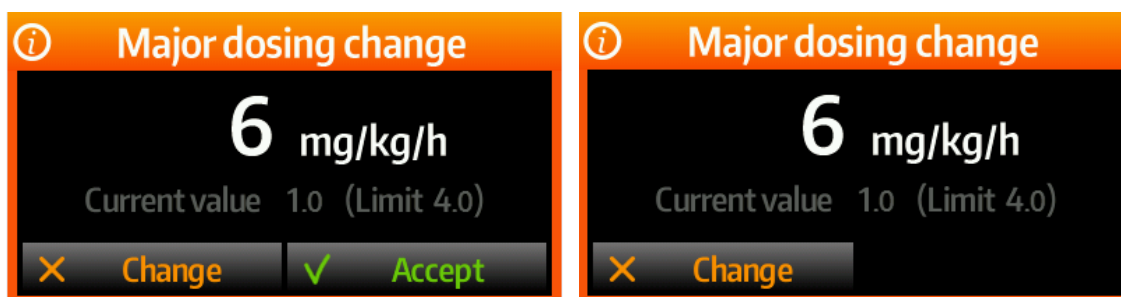 i Major dosing change
6 mg/kg/h
Current value 1.0 (Limit 4.0)
Change Accept
i Major dosing change
6 mg/kg/h
Current value 1.0 (Limit 4.0)
Change